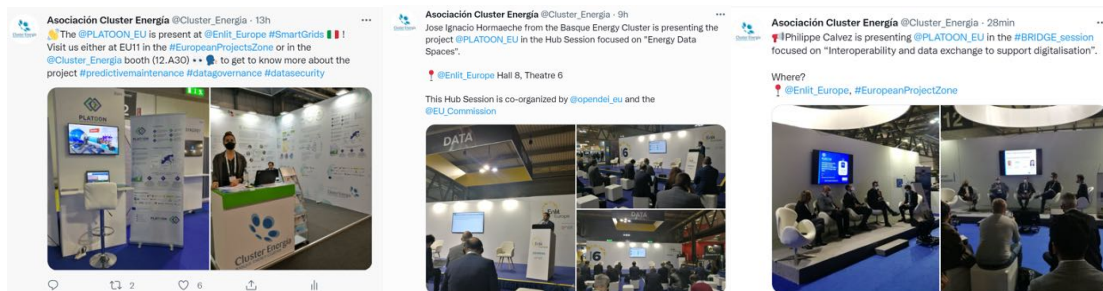 Asociación Cluster Energía @Cluster_Energia · 13h
👋The @PLATOON_EU is present at @Enlit_Europe #SmartGrids 🇮🇹 !
Visit us either at EU11 in the #EuropeanProjectsZone or in the
@Cluster_Energia booth (12.A30) 👀🗣 to get to know more about the
project #predictivemaintenance #datagovernance #datasecurity
PLATOON
PLATOON
Cluster Energía
2
6
Asociación Cluster Energía @Cluster_Energia · 9h
Jose Ignacio Hormaeche from the Basque Energy Cluster is presenting the
project @PLATOON_EU in the Hub Session focused on "Energy Data
Spaces".
📍@Enlit_Europe Hall 8, Theatre 6
This Hub Session is co-organized by @opendei_eu and the
@EU_Commission
DATA
Enlit
Europe
DATA
Asociación Cluster Energía @Cluster_Energia · 28min
📢Philippe Calvez is presenting @PLATOON_EU in the #BRIDGE_session
focused on "Interoperability and data exchange to support digitalisation".
Where?
📍@Enlit_Europe, #EuropeanProjectZone